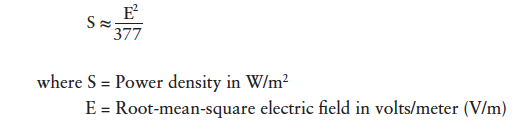 S ≈ E²/377
where S = Power density in W/m²
E = Root-mean-square electric field in volts/meter (V/m)